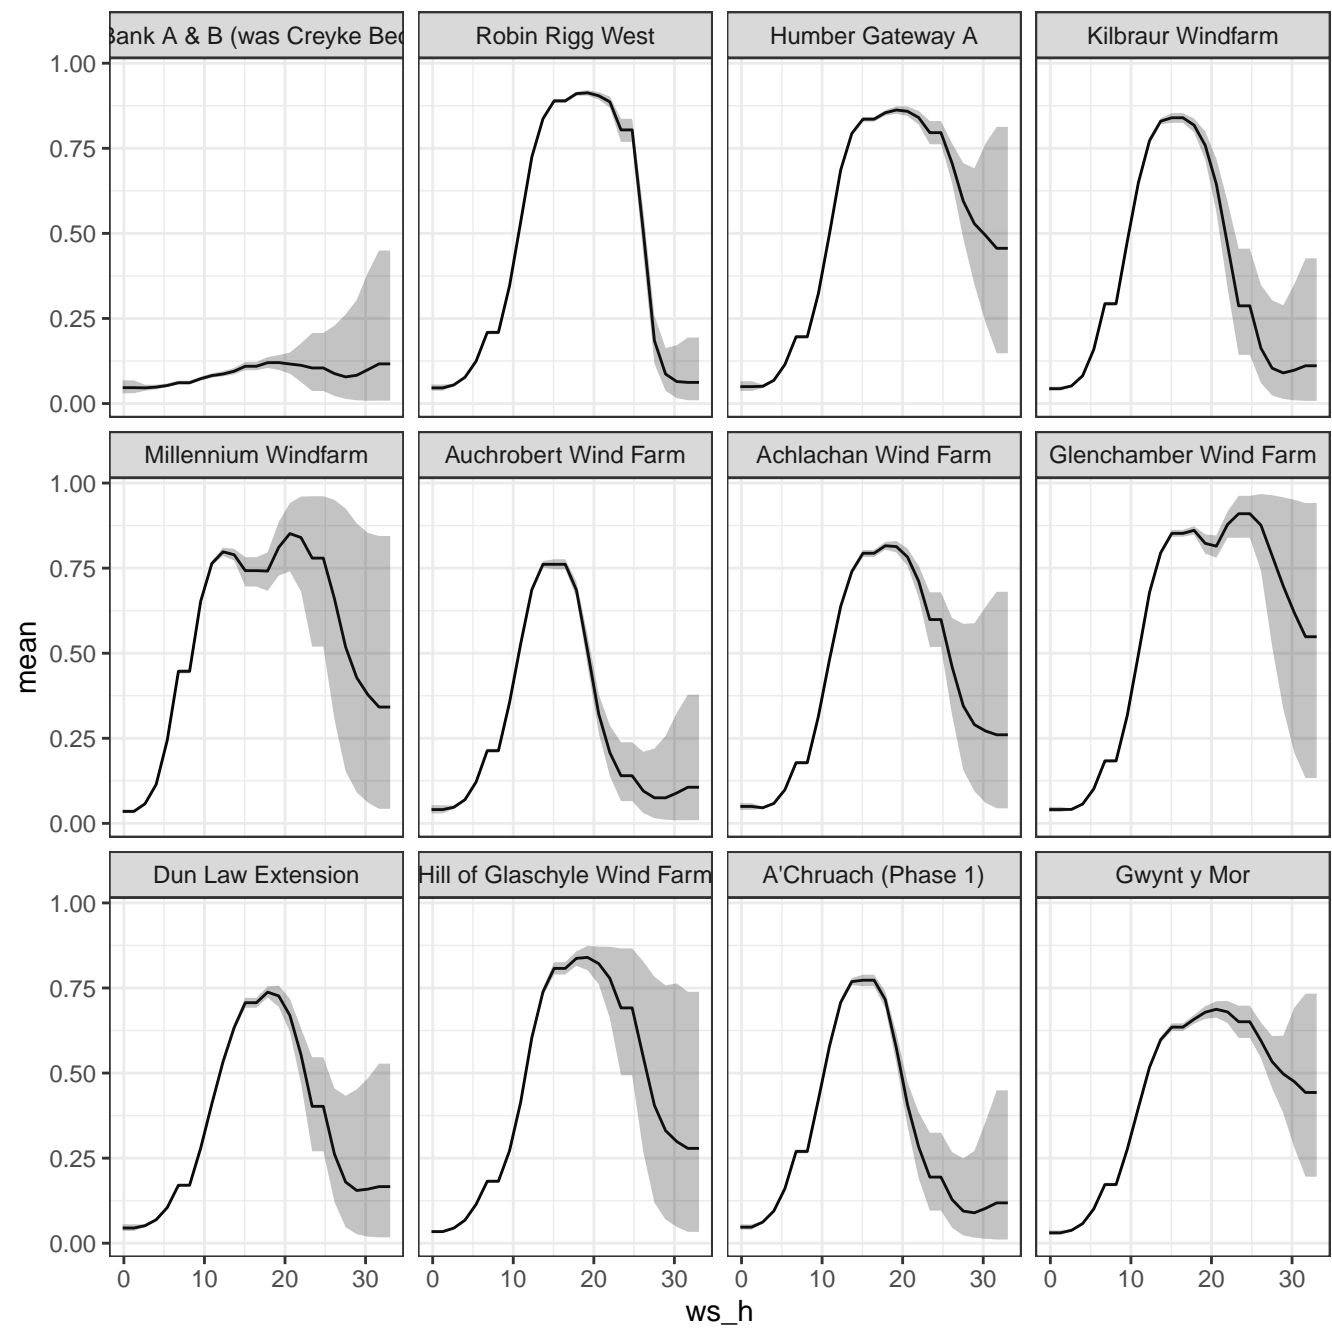 Bank A & B (was Creyke Bec
Robin Rigg West
Humber Gateway A
Kilbraur Windfarm
1.00
0.75
0.50
0.25
0.00
Millennium Windfarm
Auchrobert Wind Farm
Achlachan Wind Farm
Glenchamber Wind Farm
1.00
0.75
0.50
0.25
0.00
mean
Dun Law Extension
Hill of Glaschyle Wind Farm
A'Chruach (Phase 1)
Gwynt y Mor
1.00
0.75
0.50
0.25
0.00
0 10 20 30
0 10 20 30
0 10 20 30
0 10 20 30
ws_h